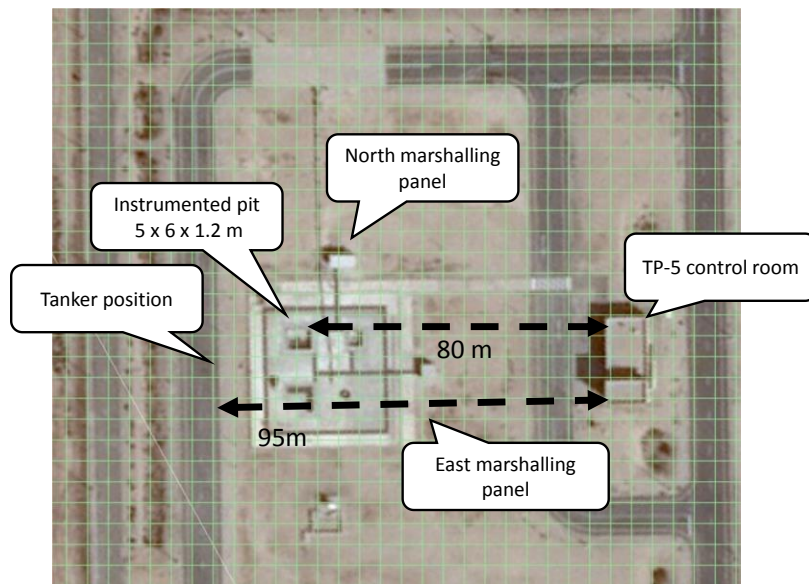 North marshalling
panel
Instrumented pit
5 x 6 x 1.2 m
TP-5 control room
Tanker position
80 m
95m
East marshalling
panel